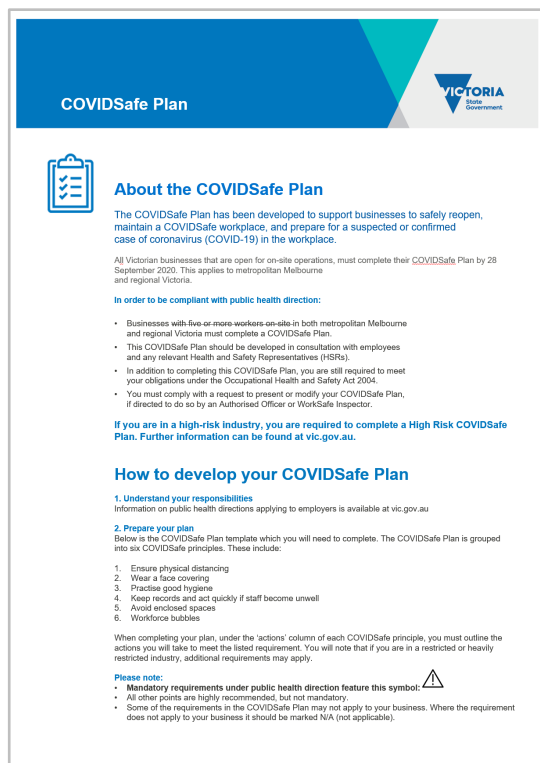 COVIDSafe Plan
VICTORIA
State
Government
About the COVIDSafe Plan
The COVIDSafe Plan has been developed to support businesses to safely reopen,
maintain a COVIDSafe workplace, and prepare for a suspected or confirmed
case of coronavirus (COVID-19) in the workplace.
All Victorian businesses that are open for on-site operations, must complete their COVIDSafe Plan by 28
September 2020. This applies to metropolitan Melbourne
and regional Victoria.
In order to be compliant with public health direction:
• Businesses with five or more workers on-site in both metropolitan Melbourne
and regional Victoria must complete a COVIDSafe Plan.
• This COVIDSafe Plan should be developed in consultation with employees
and any relevant Health and Safety Representatives (HSRs).
• In addition to completing this COVIDSafe Plan, you are still required to meet
your obligations under the Occupational Health and Safety Act 2004.
• You must comply with a request to present or modify your COVIDSafe Plan,
if directed to do so by an Authorised Officer or WorkSafe Inspector.
If you are in a high-risk industry, you are required to complete a High Risk COVIDSafe
Plan. Further information can be found at vic.gov.au.
How to develop your COVIDSafe Plan
1. Understand your responsibilities
Information on public health directions applying to employers is available at vic.gov.au
2. Prepare your plan
Below is the COVIDSafe Plan template which you will need to complete. The COVIDSafe Plan is grouped
into six COVIDSafe principles. These include:
1. Ensure physical distancing
2. Wear a face covering
3. Practise good hygiene
4. Keep records and act quickly if staff become unwell
5. Avoid enclosed spaces
6. Workforce bubbles
When completing your plan, under the ‘actions’ column of each COVIDSafe principle, you must outline the
actions you will take to meet the listed requirement. You will note that if you are in a restricted or heavily
restricted industry, additional requirements may apply.
Please note:
• Mandatory requirements under public health direction feature this symbol:
• All other points are highly recommended, but not mandatory.
• Some of the requirements in the COVIDSafe Plan may not apply to your business. Where the requirement
does not apply to your business it should be marked N/A (not applicable).